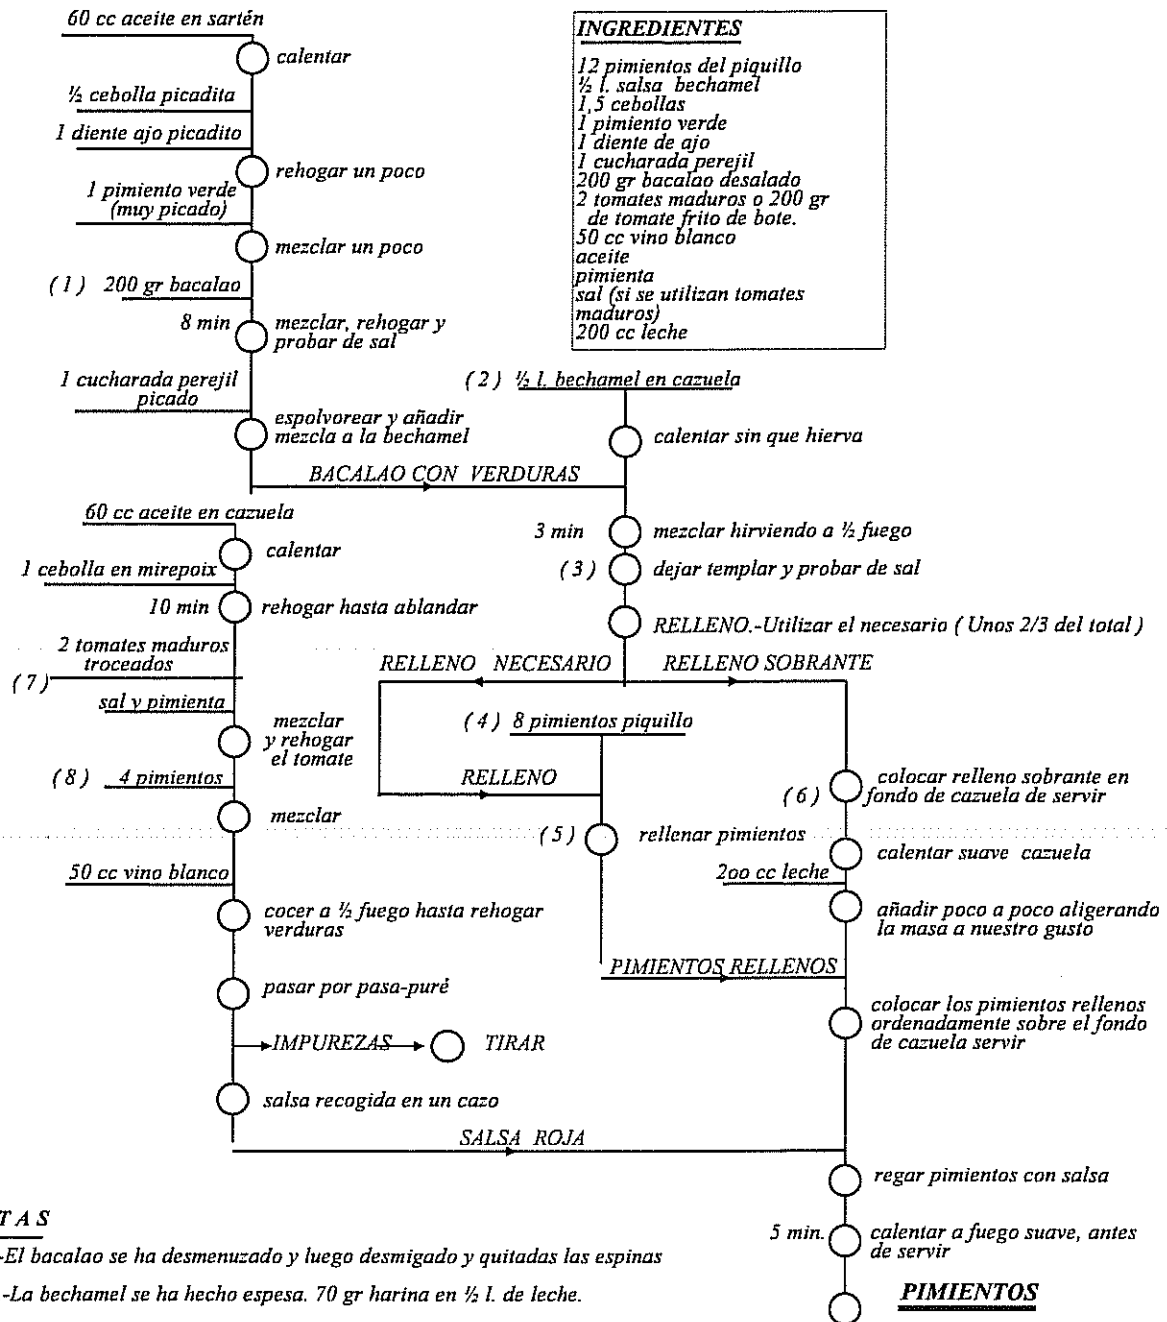 60 cc aceite en sartén
calentar
½ cebolla picadita
1 diente ajo picadito
rehogar un poco
1 pimiento verde
(muy picado)
mezclar un poco
(1) 200 gr bacalao
8 min
mezclar, rehogar y
probar de sal
1 cucharada perejil
picado
espolvorear y añadir
mezcla a la bechamel
BACALAO CON VERDURAS
INGREDIENTES
12 pimientos del piquillo
½ l. salsa bechamel
1,5 cebollas
1 pimiento verde
1 diente de ajo
1 cucharada perejil
200 gr bacalao desalado
2 tomates maduros o 200 gr
de tomate frito de bote.
50 cc vino blanco
aceite
pimienta
sal (si se utilizan tomates
maduros)
200 cc leche
(2) ½ l. bechamel en cazuela
calentar sin que hierva
3 min
mezclar hirviendo a ½ fuego
(3)
dejar templar y probar de sal
RELLENO.-Utilizar el necesario ( Unos 2/3 del total )
RELLENO NECESARIO
RELLENO SOBRANTE
60 cc aceite en cazuela
calentar
1 cebolla en mirepoix
10 min
rehogar hasta ablandar
2 tomates maduros
troceados
(7)
sal y pimienta
mezclar
y rehogar
el tomate
(8) 4 pimientos
mezclar
50 cc vino blanco
cocer a ½ fuego hasta rehogar
verduras
pasar por pasa-puré
IMPUREZAS
TIRAR
salsa recogida en un cazo
SALSA ROJA
(4) 8 pimientos piquillo
RELLENO
(5)
rellenar pimientos
PIMIENTOS RELLENOS
(6)
colocar relleno sobrante en
fondo de cazuela de servir
calentar suave cazuela
2oo cc leche
añadir poco a poco aligerando
la masa a nuestro gusto
colocar los pimientos rellenos
ordenadamente sobre el fondo
de cazuela servir
regar pimientos con salsa
5 min.
calentar a fuego suave, antes
de servir
PIMIENTOS
T A S
-El bacalao se ha desmenuzado y luego desmigado y quitadas las espinas
-La bechamel se ha hecho espesa. 70 gr harina en ½ l. de leche.